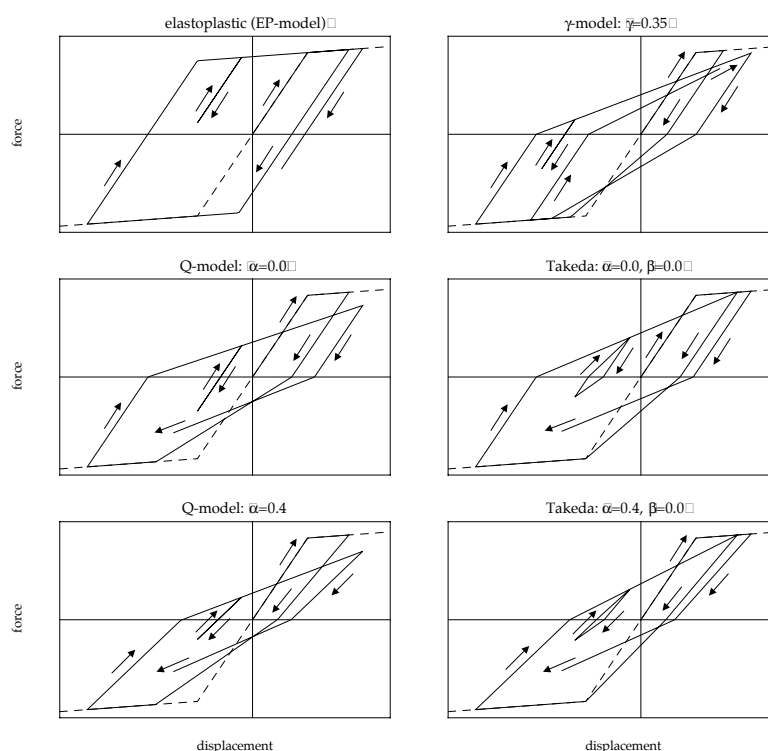 elastoplastic (EP-model)
γ-model: γ=0.35
force
Q-model: α=0.0
Takeda: α=0.0, β=0.0
force
Q-model: α=0.4
Takeda: α=0.4, β=0.0
force
displacement
displacement